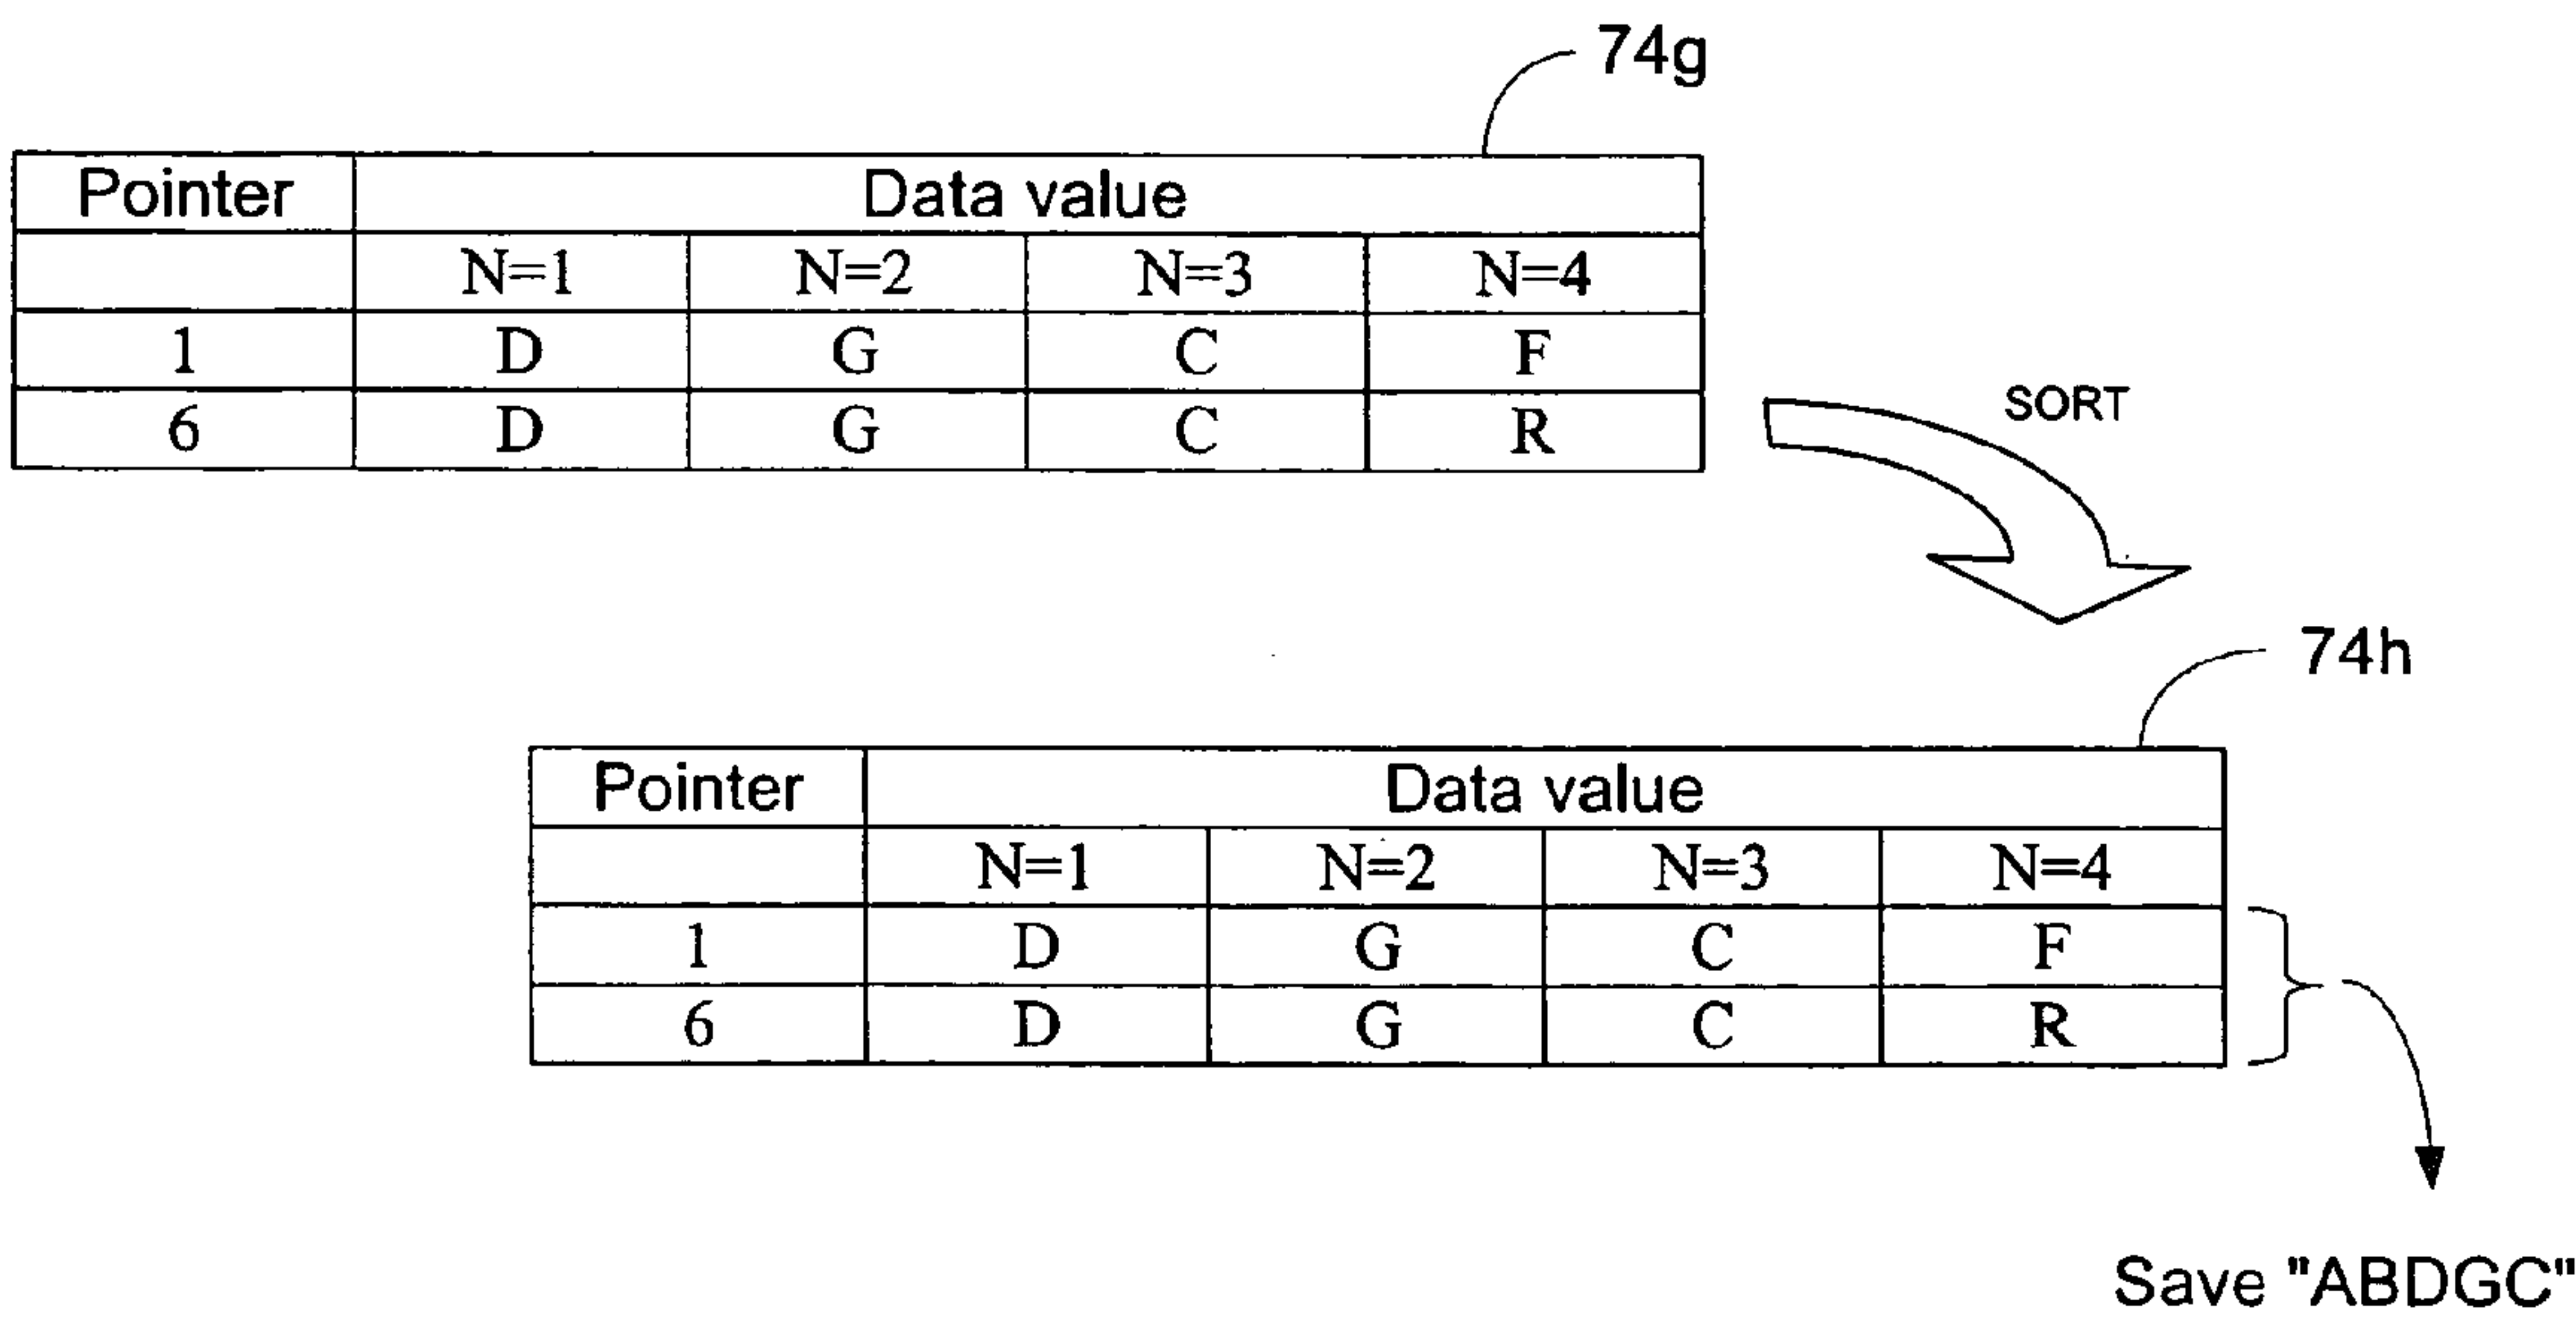 74g
Pointer Data value
N=1 N=2 N=3 N=4
1 D G C F
6 D G C R
SORT
74h
Pointer Data value
N=1 N=2 N=3 N=4
1 D G C F
6 D G C R
Save "ABDGC"